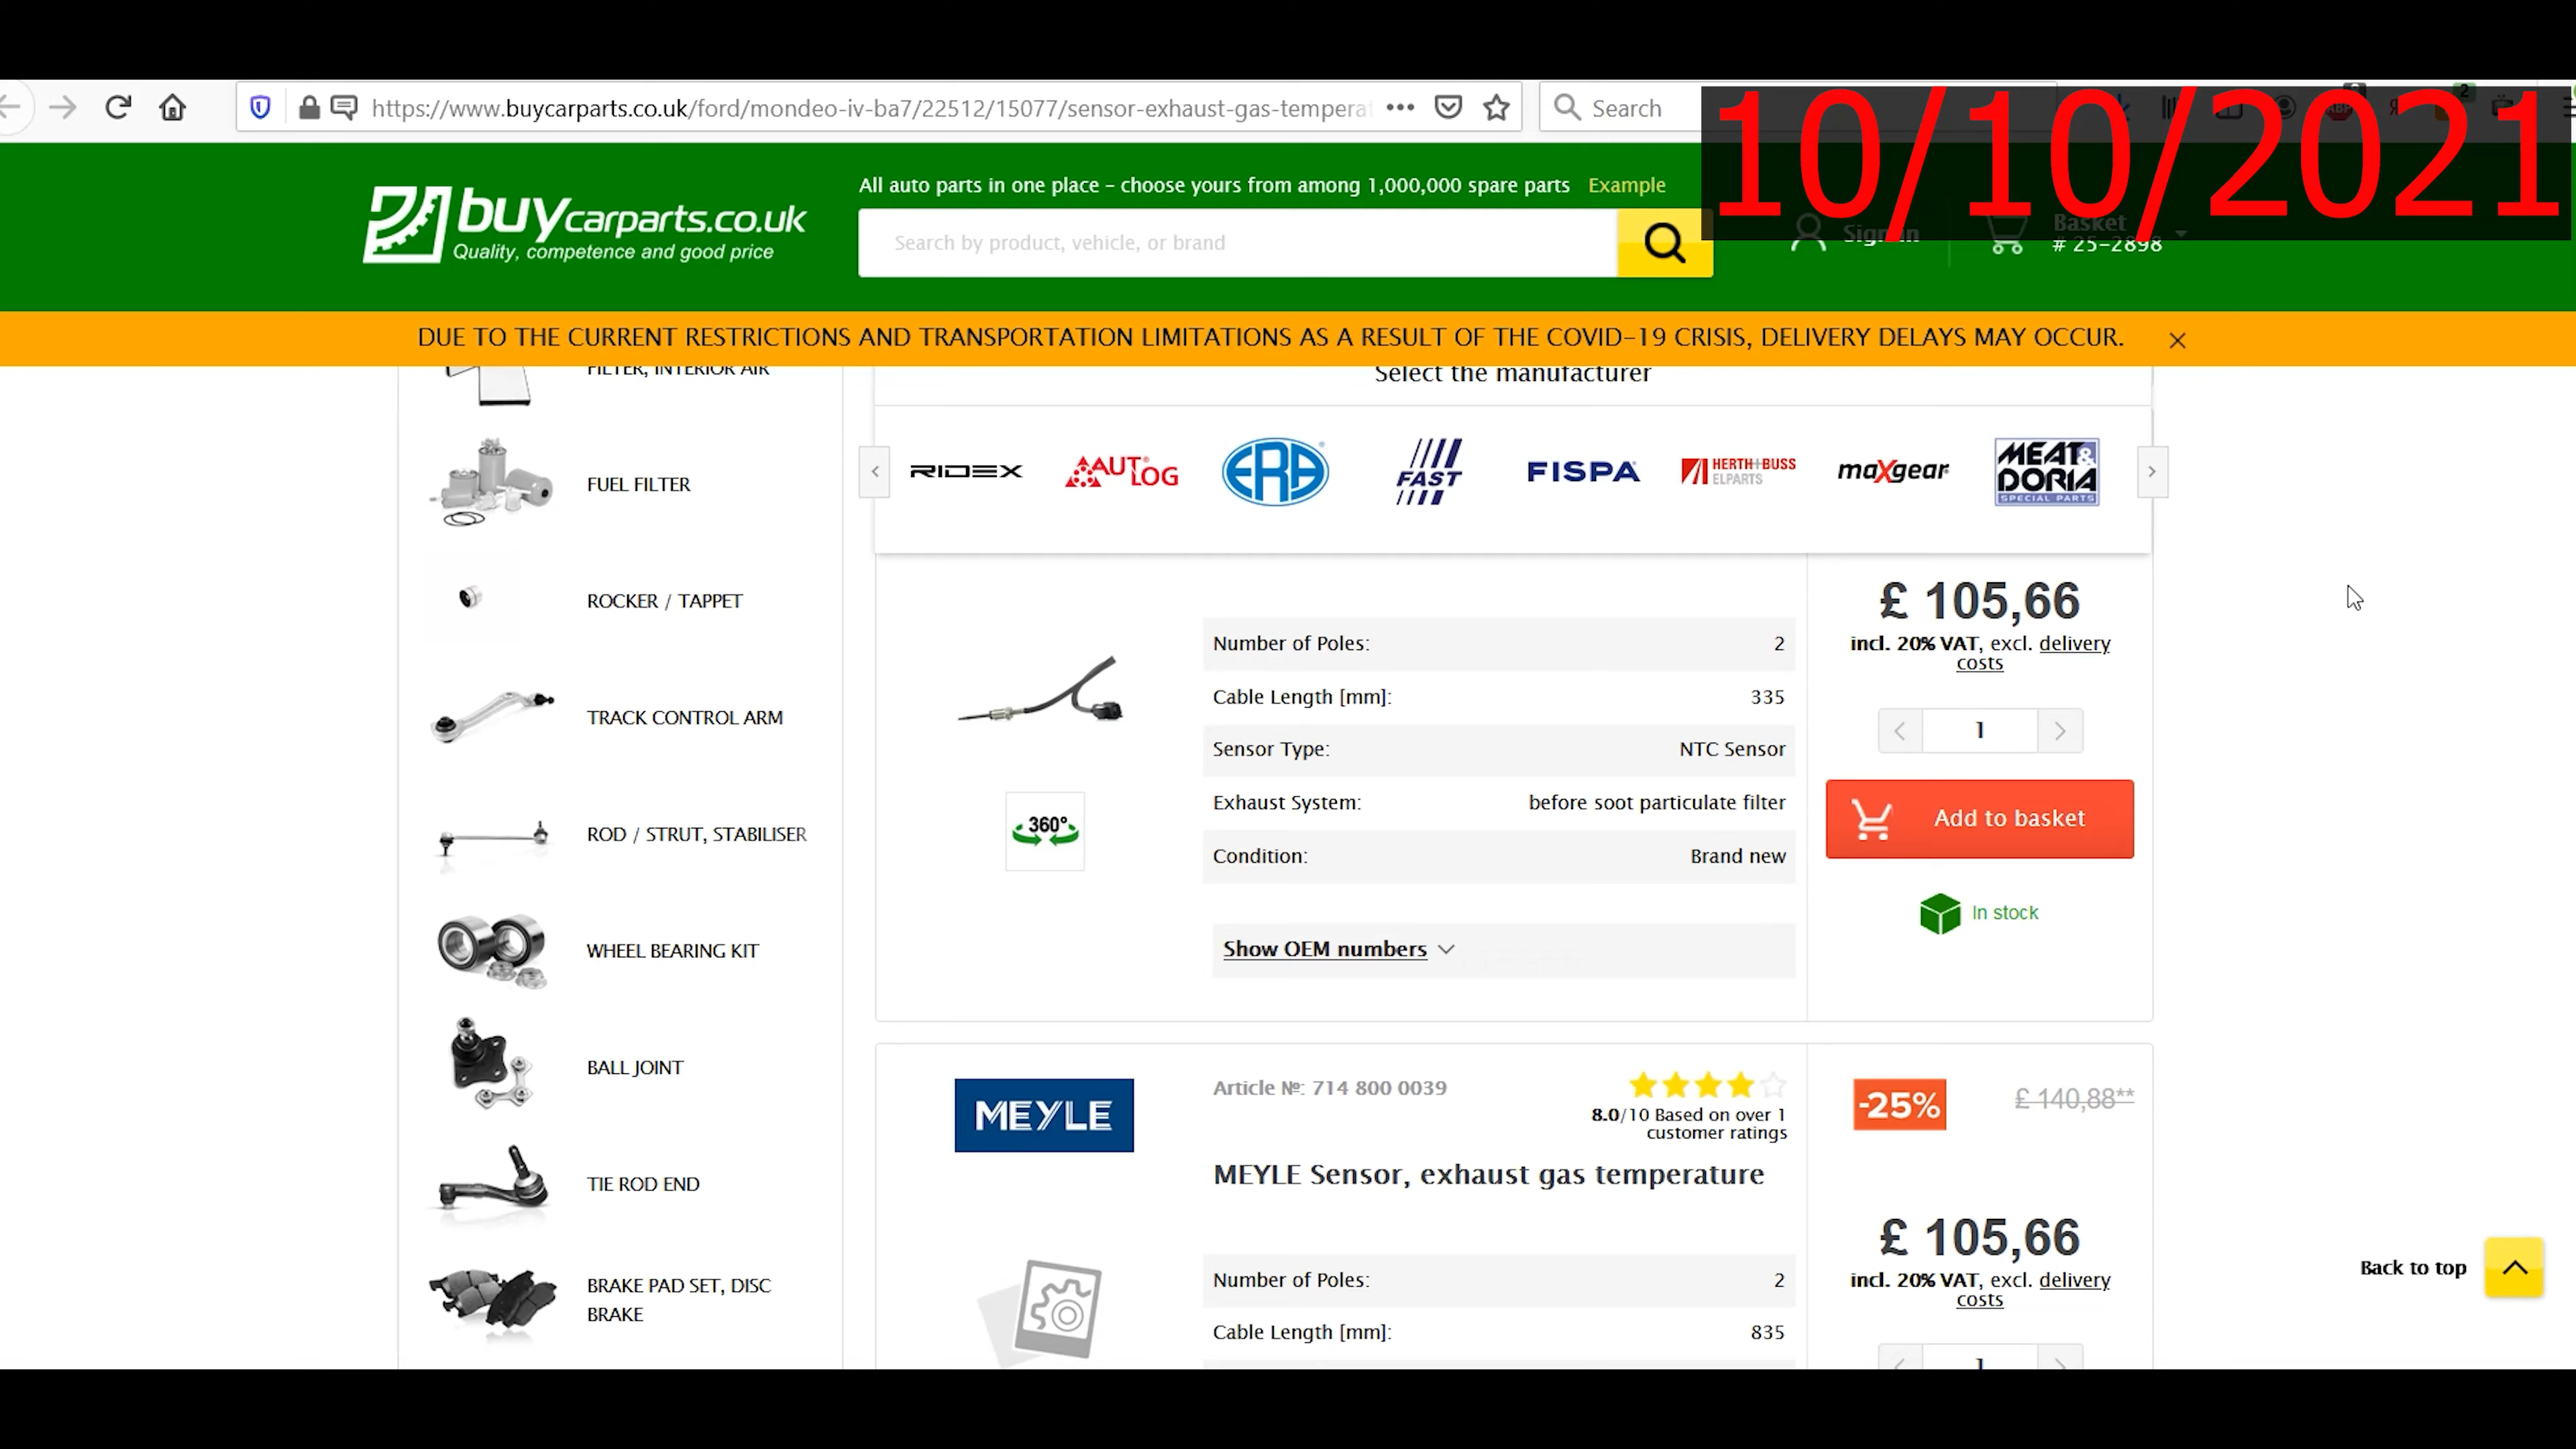 https://www.buycarparts.co.uk/ford/mondeo-iv-ba7/22512/15077/sensor-exhaust-gas-temperat
Search
10/10/2021
2
buycarparts.co.uk
Quality, competence and good price
All auto parts in one place – choose yours from among 1,000,000 spare parts Example
Search by product, vehicle, or brand
Sign in
Basket
# 25-2898
DUE TO THE CURRENT RESTRICTIONS AND TRANSPORTATION LIMITATIONS AS A RESULT OF THE COVID-19 CRISIS, DELIVERY DELAYS MAY OCCUR.
FILTER, INTERIOR AIR
FUEL FILTER
ROCKER / TAPPET
TRACK CONTROL ARM
ROD / STRUT, STABILISER
WHEEL BEARING KIT
BALL JOINT
TIE ROD END
BRAKE PAD SET, DISC
BRAKE
Select the manufacturer
RIDEX
AUTLOG
ERA
FAST
FISPA
HERTH+BUSS
ELPARTS
maXgear
MEAT&
DORIA
SPECIAL PARTS
360°
Number of Poles: 2
Cable Length [mm]: 335
Sensor Type: NTC Sensor
Exhaust System: before soot particulate filter
Condition: Brand new
Show OEM numbers
£ 105,66
incl. 20% VAT, excl. delivery
costs
1
Add to basket
In stock
MEYLE
Article №: 714 800 0039
8.0/10 Based on over 1
customer ratings
MEYLE Sensor, exhaust gas temperature
Number of Poles: 2
Cable Length [mm]: 835
-25%
£ 140,88**
£ 105,66
incl. 20% VAT, excl. delivery
costs
1
Back to top